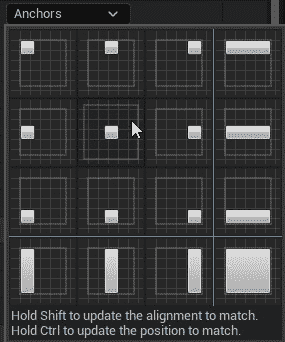 Anchors
Hold Shift to update the alignment to match.
Hold Ctrl to update the position to match.